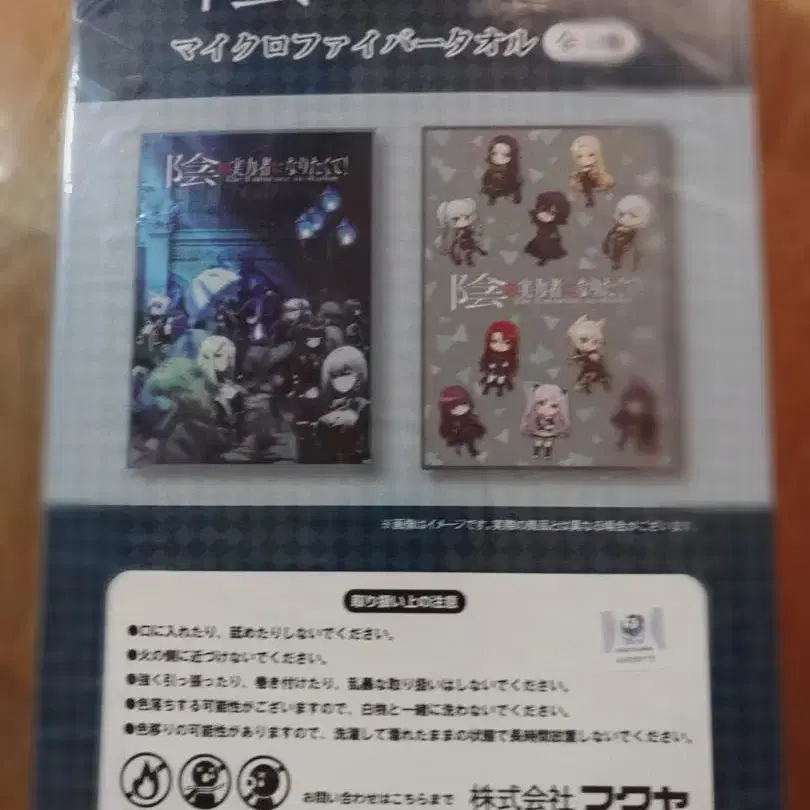 マイクロファイバータオル
陰の実力者になりたくて!
陰の実力者になりたくて!
※画像はイメージです。実際の商品とは異なる場合がございます。
取り扱い上の注意
●口に入れたり、舐めたりしないでください。
●火の側に近づけないでください。
●強く引っ張ったり、巻き付けたり、乱暴な取り扱いはしないでください。
●色落ちする可能性がございますので、白物と一緒に洗わないでください。
●色移りの可能性がありますので、洗濯して濡れたままの状態で長時間放置しないでください。
お問い合わせはこちらまで 株式会社フクヤ